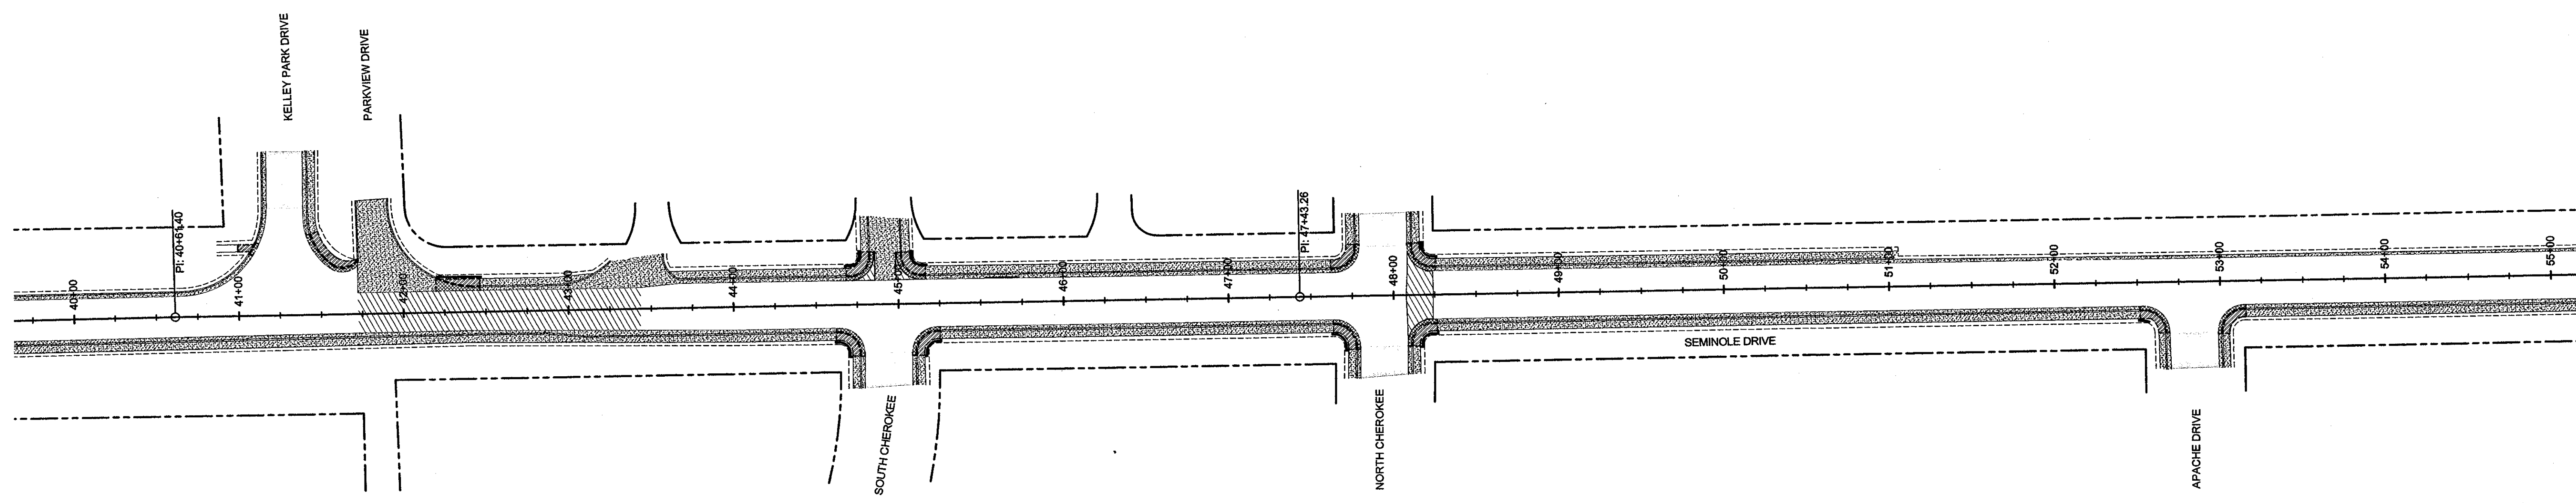 KELLEY PARK DRIVE
PARKVIEW DRIVE
PI: 40+61.40
PI: 47+43.26
40+00
41+00
42+00
43+00
44+00
45+00
46+00
47+00
48+00
49+00
50+00
51+00
52+00
53+00
54+00
55+00
SEMINOLE DRIVE
SOUTH CHEROKEE
NORTH CHEROKEE
APACHE DRIVE